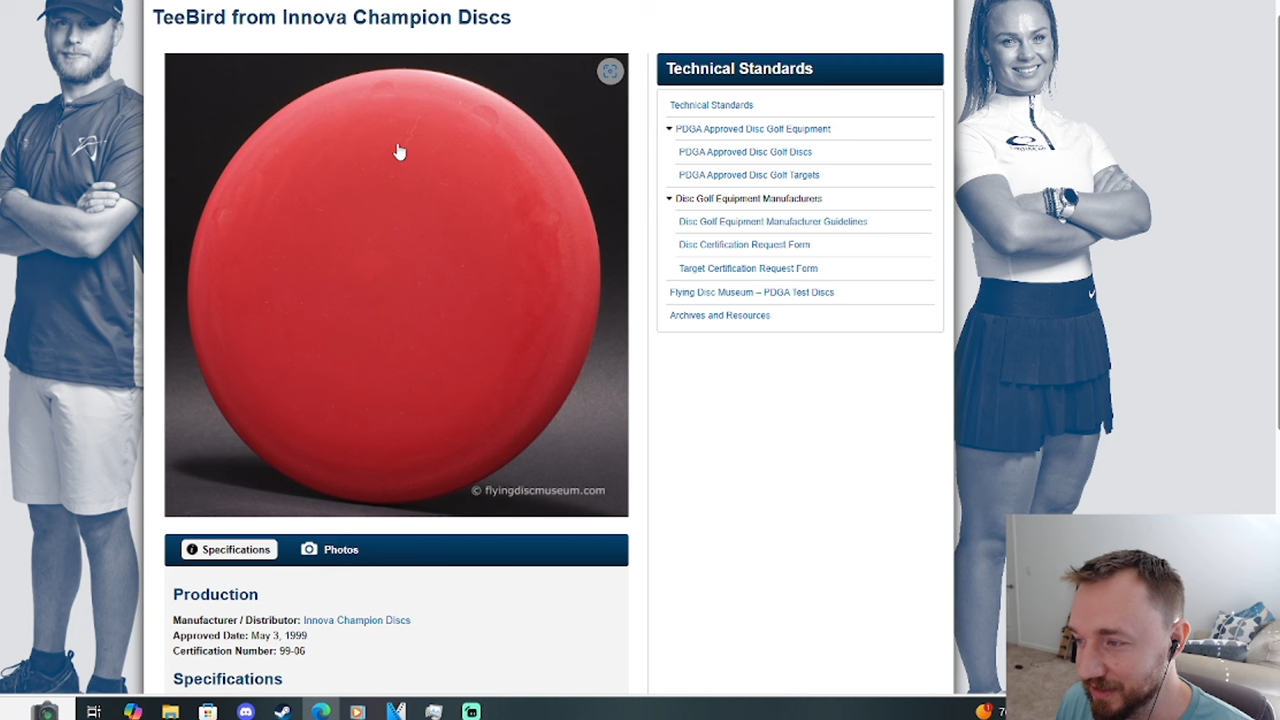 TeeBird from Innova Champion Discs
© flyingdiscmuseum.com
Specifications
Photos
Production
Manufacturer / Distributor: Innova Champion Discs
Approved Date: May 3, 1999
Certification Number: 99-06
Specifications
Technical Standards
Technical Standards
PDGA Approved Disc Golf Equipment
PDGA Approved Disc Golf Discs
PDGA Approved Disc Golf Targets
Disc Golf Equipment Manufacturers
Disc Golf Equipment Manufacturer Guidelines
Disc Certification Request Form
Target Certification Request Form
Flying Disc Museum – PDGA Test Discs
Archives and Resources